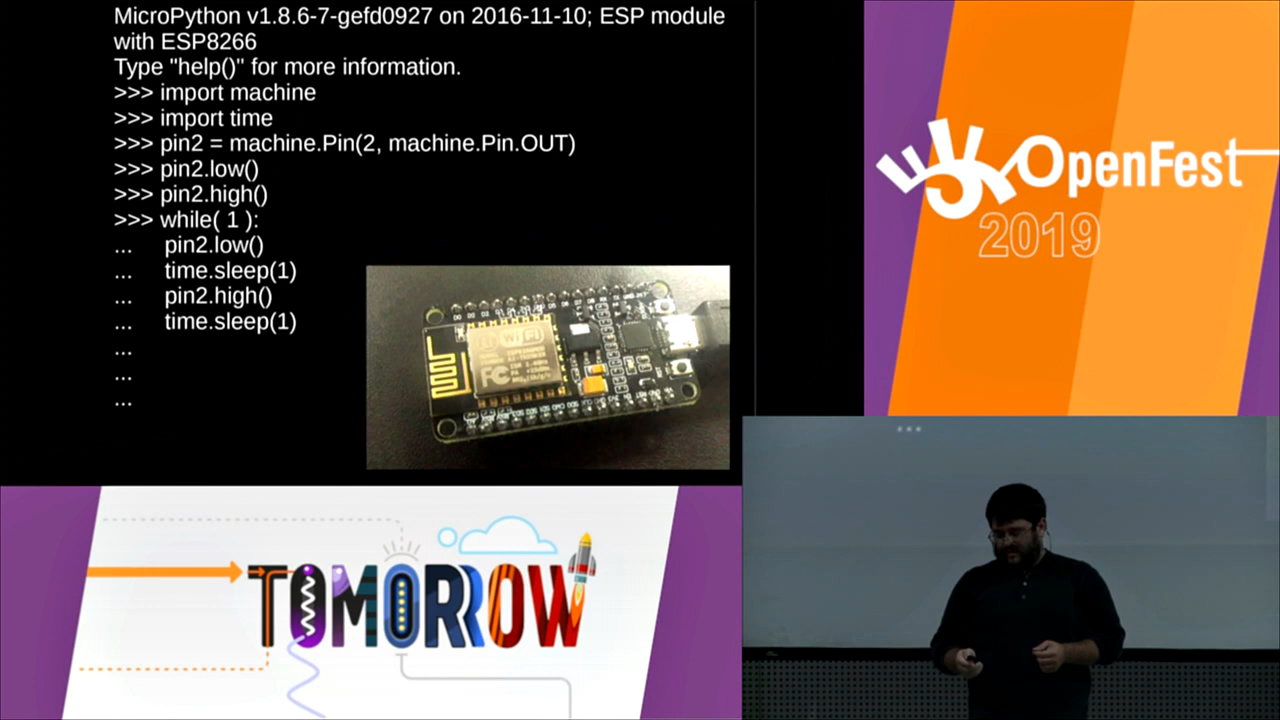 MicroPython v1.8.6-7-gefd0927 on 2016-11-10; ESP module
with ESP8266
Type "help()" for more information.
>>> import machine
>>> import time
>>> pin2 = machine.Pin(2, machine.Pin.OUT)
>>> pin2.low()
>>> pin2.high()
>>> while( 1 ):
... pin2.low()
... time.sleep(1)
... pin2.high()
... time.sleep(1)
...
...
...
WiFi
FC
OpenFest
2019
TOMORROW